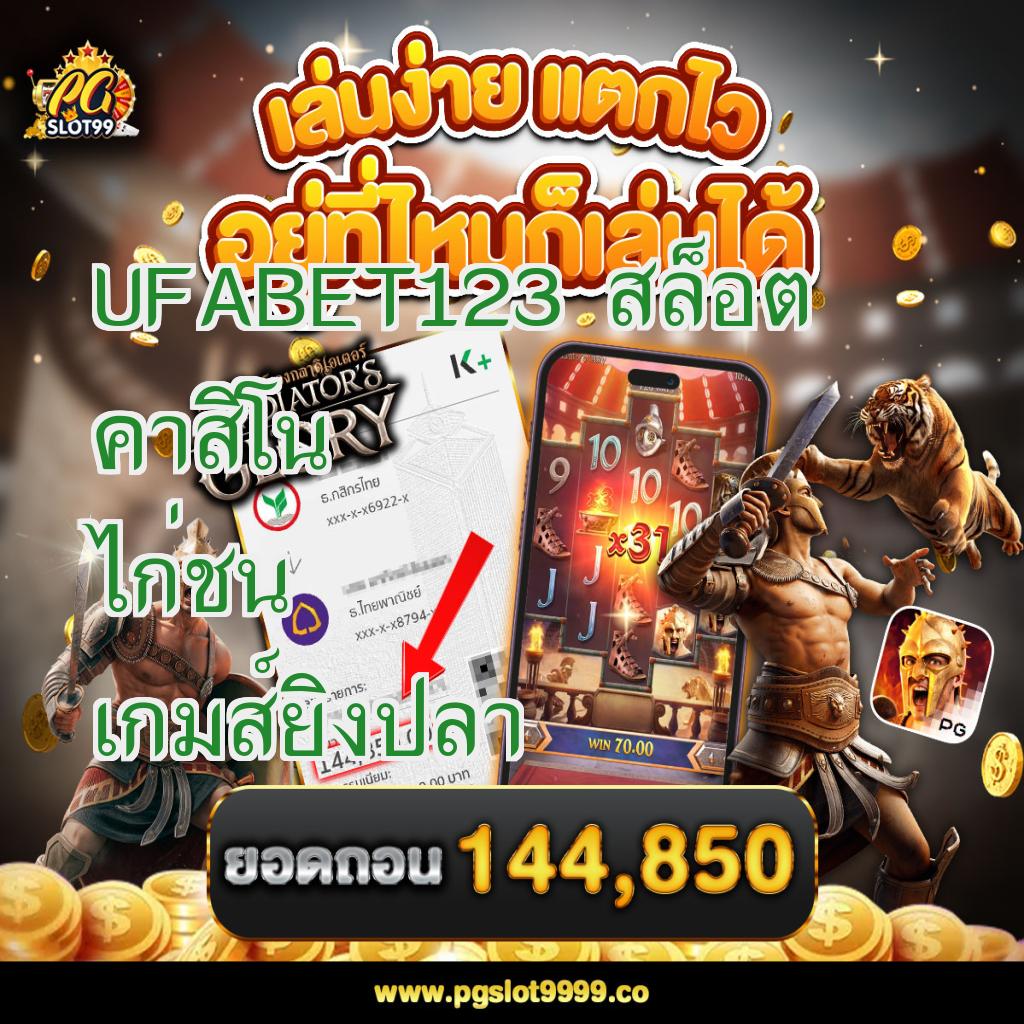 PG
SLOT99
เล่นง่าย แตกไว
อยู่ที่ไหนก็เล่นได้
UFABET123 สล็อต
คาสีโน
ไก่ชน
เกมส์ยิงปลา
K+
ธ.กสิกรไทย
xxx-x-x6922-x
ธ.ไทยพาณิชย์
xxx-x-x8794-
9
10
10
10
J
J
J
x31
WIN 70.00
PG
ยอดถอน 144,850
www.pgslot9999.co